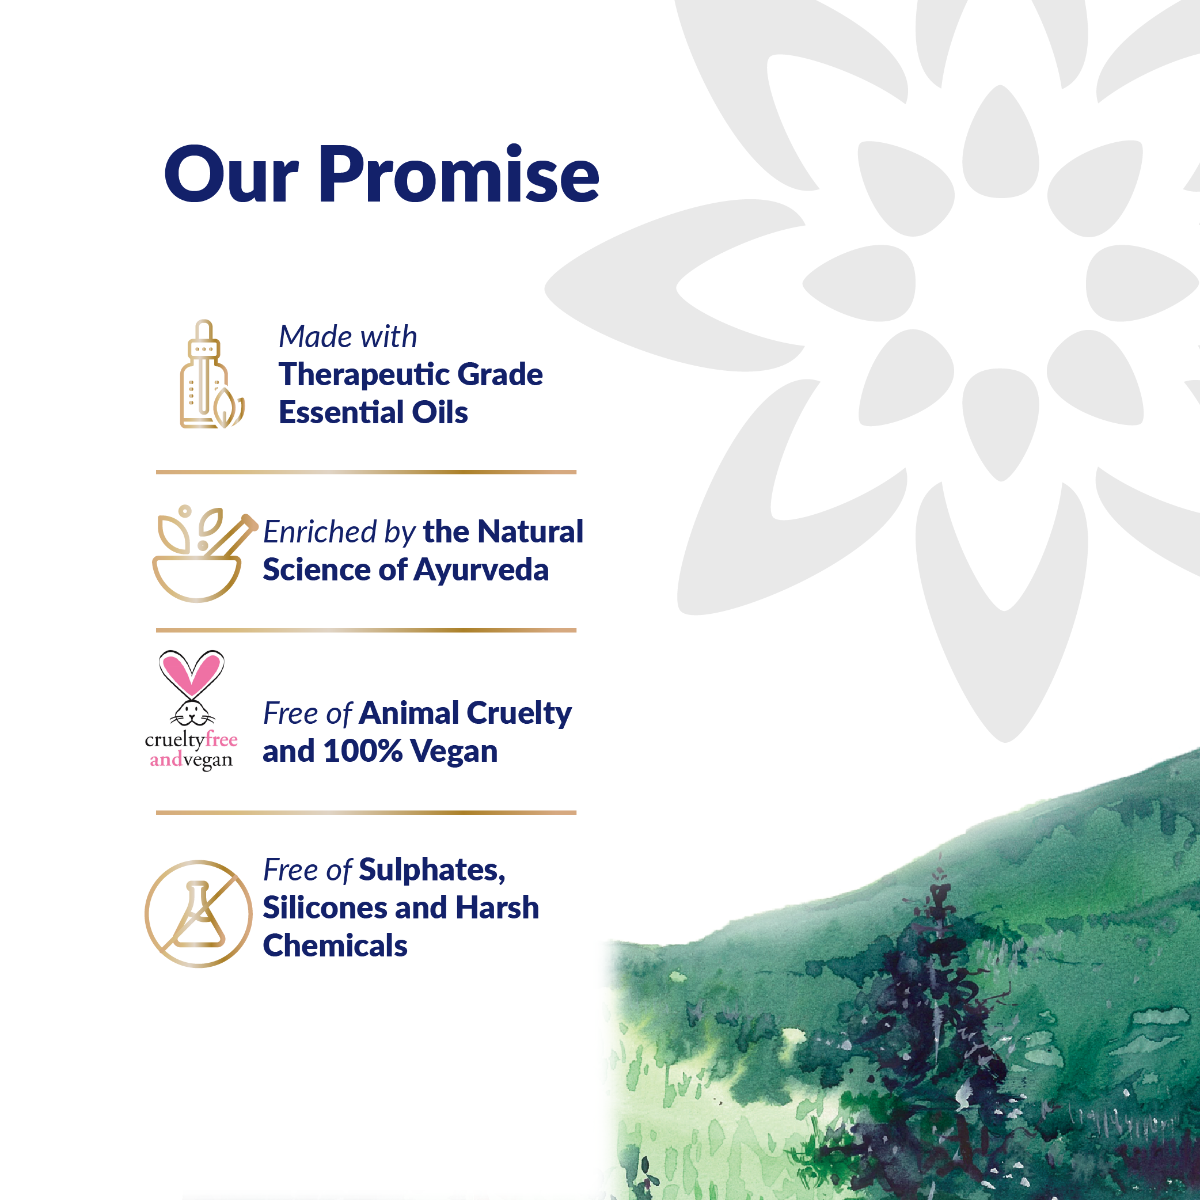 Our Promise
Made with
Therapeutic Grade
Essential Oils
Enriched by the Natural
Science of Ayurveda
crueltyfree
andvegan
Free of Animal Cruelty
and 100% Vegan
Free of Sulphates,
Silicones and Harsh
Chemicals